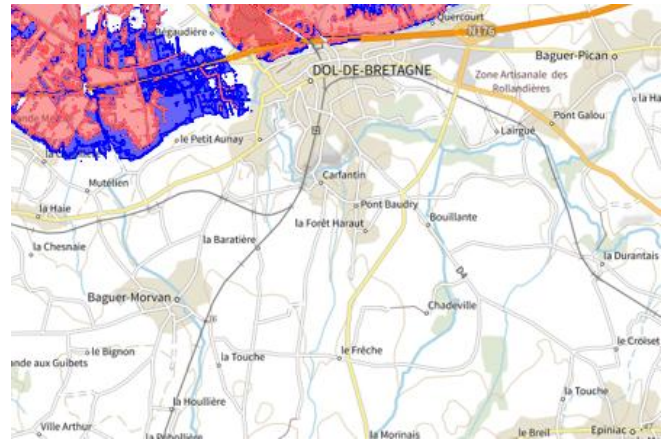 Quercourt
Bégaudière
N176
Baguer-Pican
DOL-DE-BRETAGNE
Zone Artisanale des
Rollandières
la Ha
Pont Galou
le Petit Aunay
Lairgué
Mutélien
Carfantin
la Haie
Pont Baudry
la Forêt Haraut
Bouillante
la Chesnaie
la Baratière
la Durantais
D4
Baguer-Morvan
Chadeville
le Croiset
le Bignon
le Frêche
ande aux Guibets
la Touche
la Touche
la Houllière
Ville Arthur
le Breil
Epiniac
la Morinais